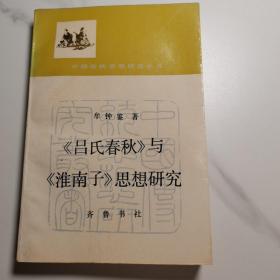 牟钟鉴 著
《吕氏春秋》与
《淮南子》思想研究
齐鲁书社